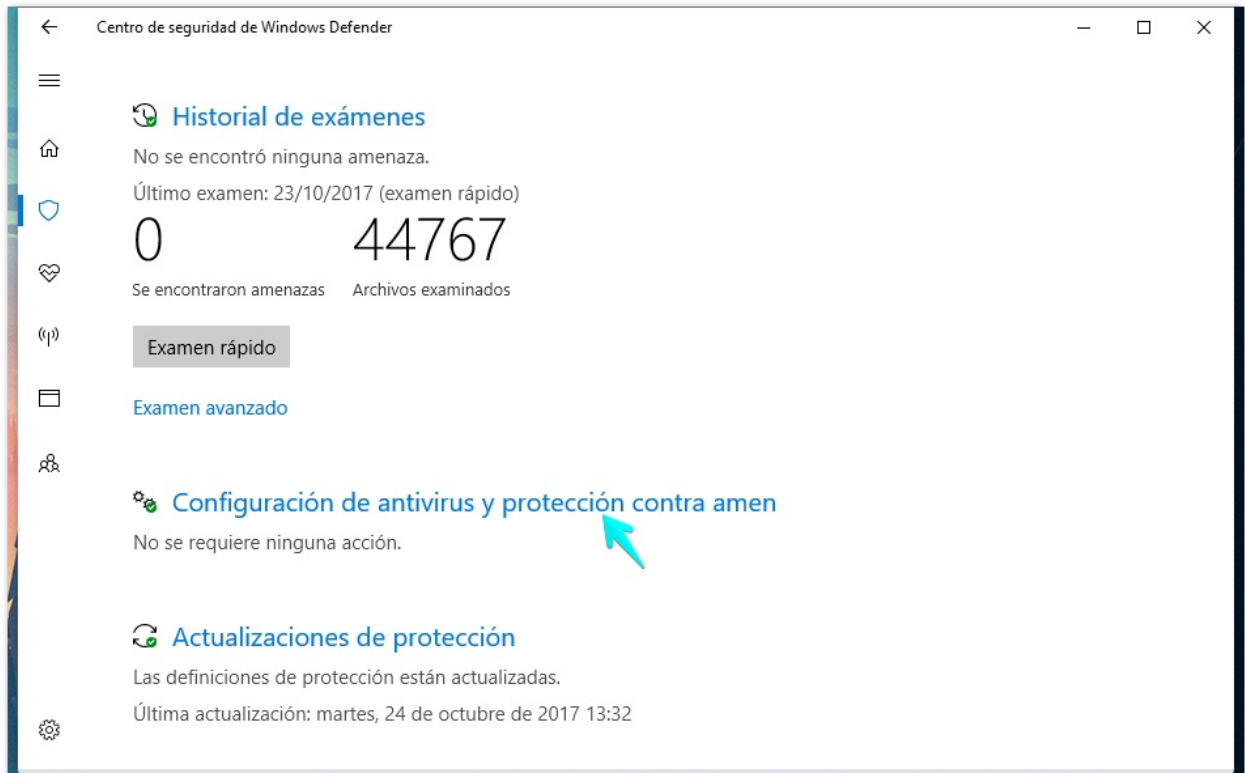 Centro de seguridad de Windows Defender
Historial de exámenes
No se encontró ninguna amenaza.
Último examen: 23/10/2017 (examen rápido)
0 44767
Se encontraron amenazas Archivos examinados
Examen rápido
Examen avanzado
Configuración de antivirus y protección contra amen
No se requiere ninguna acción.
Actualizaciones de protección
Las definiciones de protección están actualizadas.
Última actualización: martes, 24 de octubre de 2017 13:32